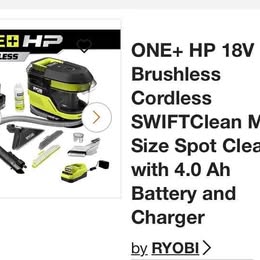 E+ HP
LESS
ONE+ HP 18V
Brushless
Cordless
SWIFTClean M
Size Spot Clea
with 4.0 Ah
Battery and
Charger
by RYOBI